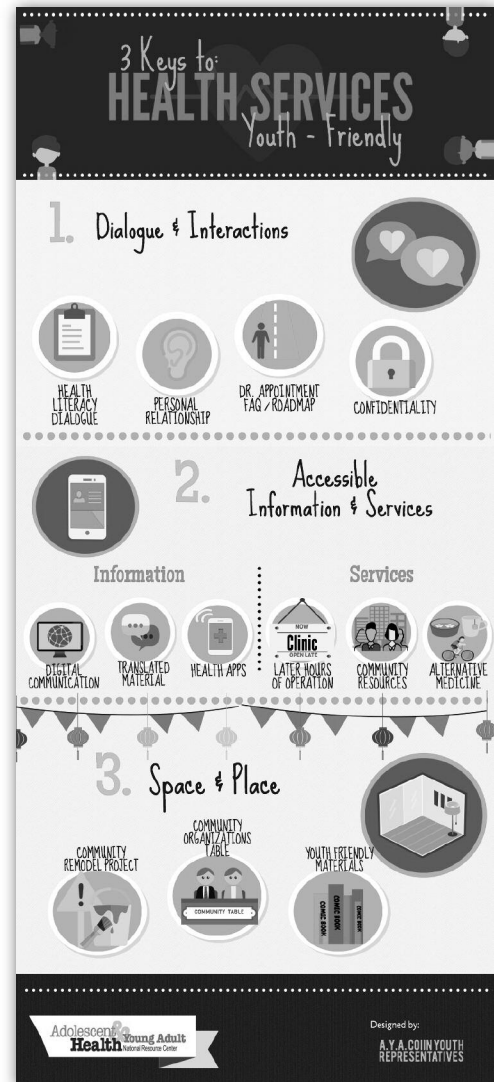 3 Keys to:
HEALTH SERVICES
Youth - Friendly
1. Dialogue & Interactions
HEALTH
LITERACY
DIALOGUE
PERSONAL
RELATIONSHIP
DR. APPOINTMENT
FAQ / ROADMAP
CONFIDENTIALITY
2. Accessible
Information & Services
Information
DIGITAL
COMMUNICATION
TRANSLATED
MATERIAL
HEALTH APPS
Services
NOW
Clinic
OPEN LATE
LATER HOURS
OF OPERATION
COMMUNITY
RESOURCES
ALTERNATIVE
MEDICINE
3. Space & Place
COMMUNITY
REMODEL PROJECT
!
COMMUNITY
ORGANIZATIONS
TABLE
COMMUNITY TABLE
YOUTH FRIENDLY
MATERIALS
COMIC BOOK
COMIC BOOK
COMIC BOOK
Adolescent & Young Adult
Health National Resource Center
Designed by:
A.Y.A.COIIN YOUTH
REPRESENTATIVES